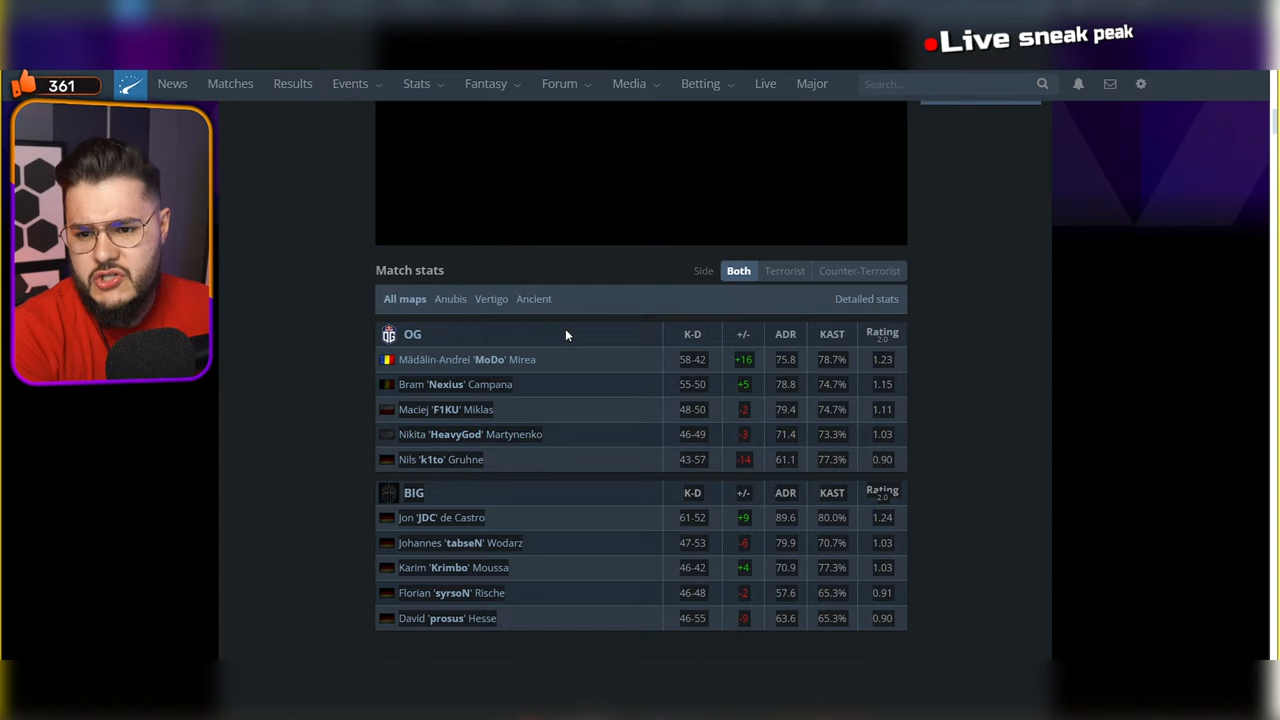 Live sneak peak
361
News Matches Results Events Stats Fantasy Forum Media Betting Live Major Search...
Match stats Side Both Terrorist Counter-Terrorist
All maps Anubis Vertigo Ancient Detailed stats
OG K-D +/- ADR KAST Rating 2.0
Mădălin-Andrei 'MoDo' Mirea 58-42 +16 75.8 78.7% 1.23
Bram 'Nexius' Campana 55-50 +5 78.8 74.7% 1.15
Maciej 'F1KU' Miklas 48-50 -2 79.4 74.7% 1.11
Nikita 'HeavyGod' Martynenko 46-49 -3 71.4 73.3% 1.03
Nils 'k1to' Gruhne 43-57 -14 61.1 77.3% 0.90
BIG K-D +/- ADR KAST Rating 2.0
Jon 'JDC' de Castro 61-52 +9 89.6 80.0% 1.24
Johannes 'tabseN' Wodarz 47-53 -6 79.9 70.7% 1.03
Karim 'Krimbo' Moussa 46-42 +4 70.9 77.3% 1.03
Florian 'syrsoN' Rische 46-48 -2 57.6 65.3% 0.91
David 'prosus' Hesse 46-55 -9 63.6 65.3% 0.90